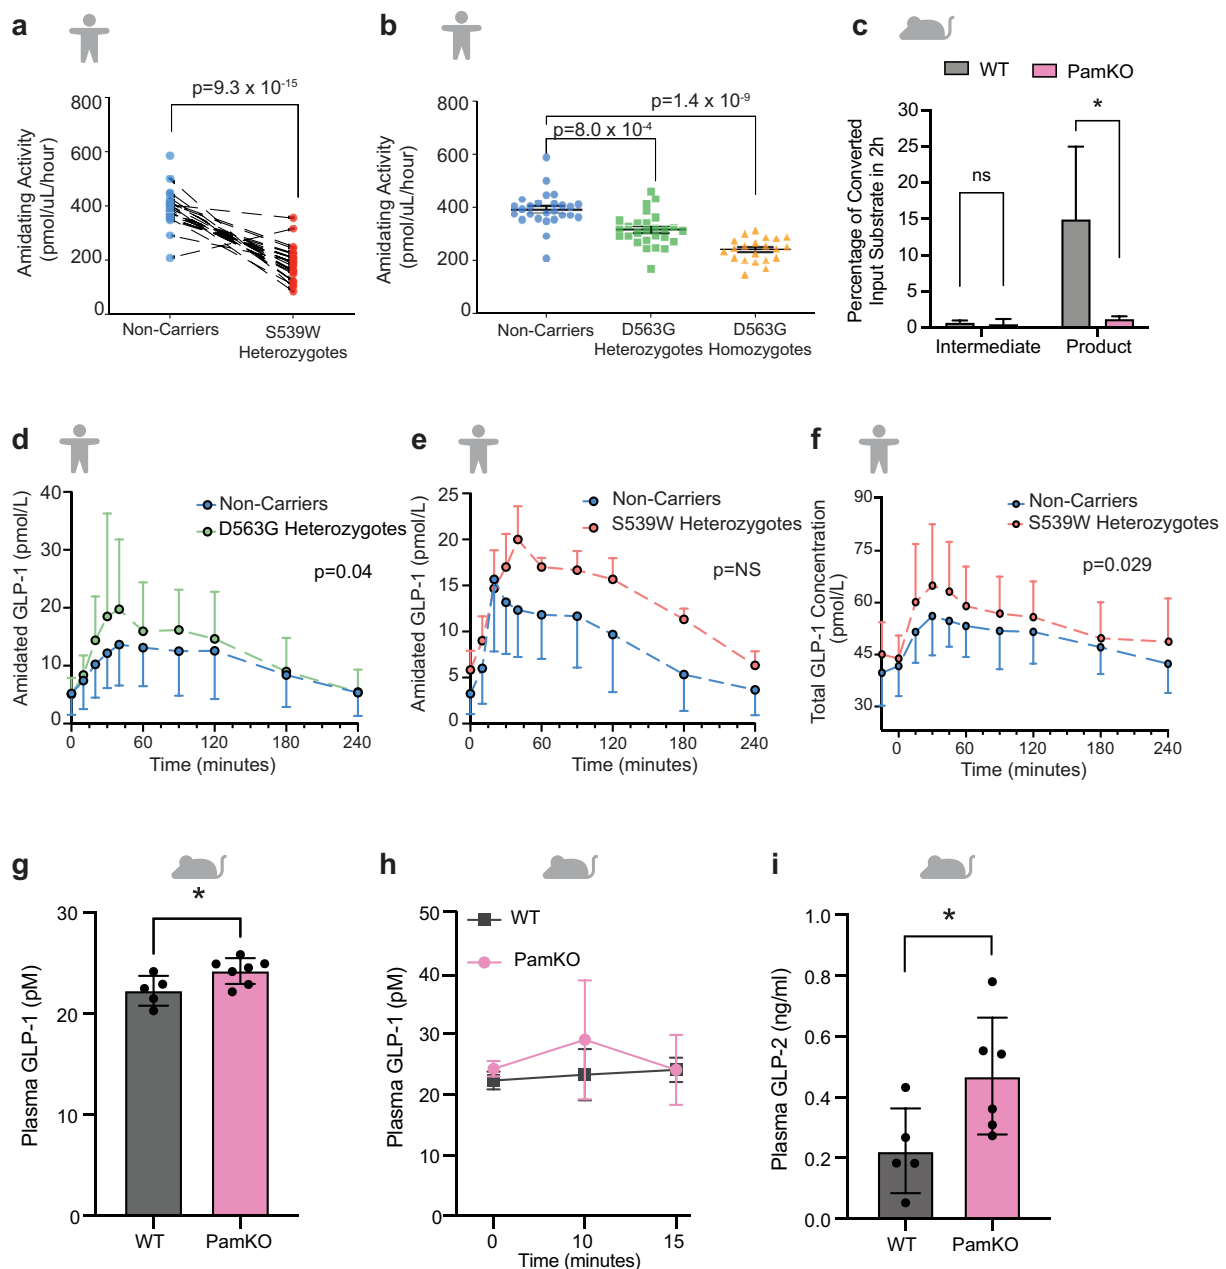 a
p=9.3 x 10-15
800
600
400
200
0
Amidating Activity
(pmol/uL/hour)
Non-Carriers
S539W
Heterozygotes
b
p=1.4 x 10-9
p=8.0 x 10-4
800
600
400
200
0
Amidating Activity
(pmol/uL/hour)
Non-Carriers
D563G
Heterozygotes
D563G
Homozygotes
c
WT
PamKO
30
25
20
15
10
5
0
Percentage of Converted
Input Substrate in 2h
ns
*
Intermediate
Product
d
Non-Carriers
D563G Heterozygotes
p=0.04
40
30
20
10
0
Amidated GLP-1 (pmol/L)
0 60 120 180 240
Time (minutes)
e
Non-Carriers
S539W Heterozygotes
p=NS
25
20
15
10
5
0
Amidated GLP-1 (pmol/L)
0 60 120 180 240
Time (minutes)
f
Non-Carriers
S539W Heterozygotes
p=0.029
90
75
60
45
30
Total GLP-1 Concentration
(pmol/L)
0 60 120 180 240
Time (minutes)
g
*
30
20
10
0
Plasma GLP-1 (pM)
WT
PamKO
h
WT
PamKO
50
40
30
20
10
0
Plasma GLP-1 (pM)
0 10 15
Time (minutes)
i
*
1.0
0.8
0.6
0.4
0.2
0.0
Plasma GLP-2 (ng/ml)
WT
PamKO